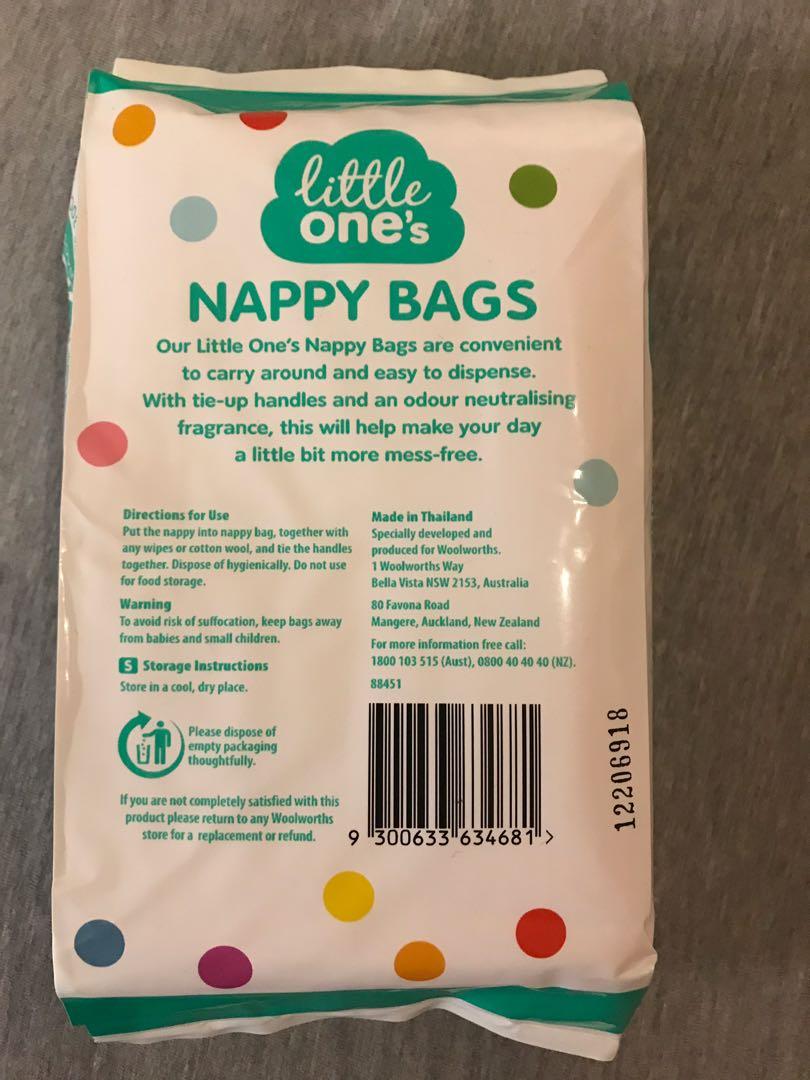 little
one's
NAPPY BAGS
Our Little One's Nappy Bags are convenient
to carry around and easy to dispense.
With tie-up handles and an odour neutralising
fragrance, this will help make your day
a little bit more mess-free.
Directions for Use
Put the nappy into nappy bag, together with
any wipes or cotton wool, and tie the handles
together. Dispose of hygienically. Do not use
for food storage.
Warning
To avoid risk of suffocation, keep bags away
from babies and small children.
S Storage Instructions
Store in a cool, dry place.
Please dispose of
empty packaging
thoughtfully.
If you are not completely satisfied with this
product please return to any Woolworths
store for a replacement or refund.
Made in Thailand
Specially developed and
produced for Woolworths.
1 Woolworths Way
Bella Vista NSW 2153, Australia
80 Favona Road
Mangere, Auckland, New Zealand
For more information free call:
1800 103 515 (Aust), 0800 40 40 40 (NZ).
88451
9 300633 634681 >
12206918